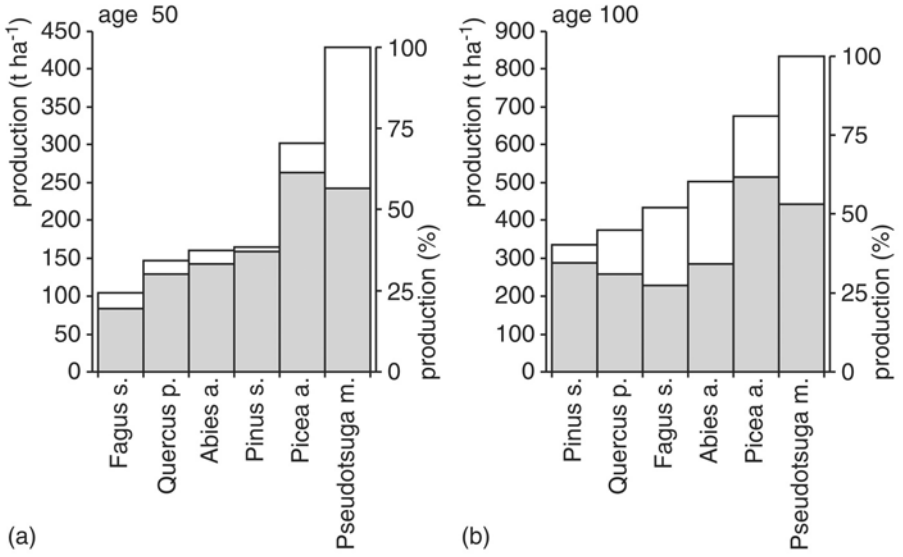 age 50
production (t ha⁻¹)
450
400
350
300
250
200
150
100
50
0
100
75
50
25
0
production (%)
Fagus s.
Quercus p.
Abies a.
Pinus s.
Picea a.
Pseudotsuga m.
(a)
age 100
production (t ha⁻¹)
900
800
700
600
500
400
300
200
100
0
100
75
50
25
0
production (%)
Pinus s.
Quercus p.
Fagus s.
Abies a.
Picea a.
Pseudotsuga m.
(b)